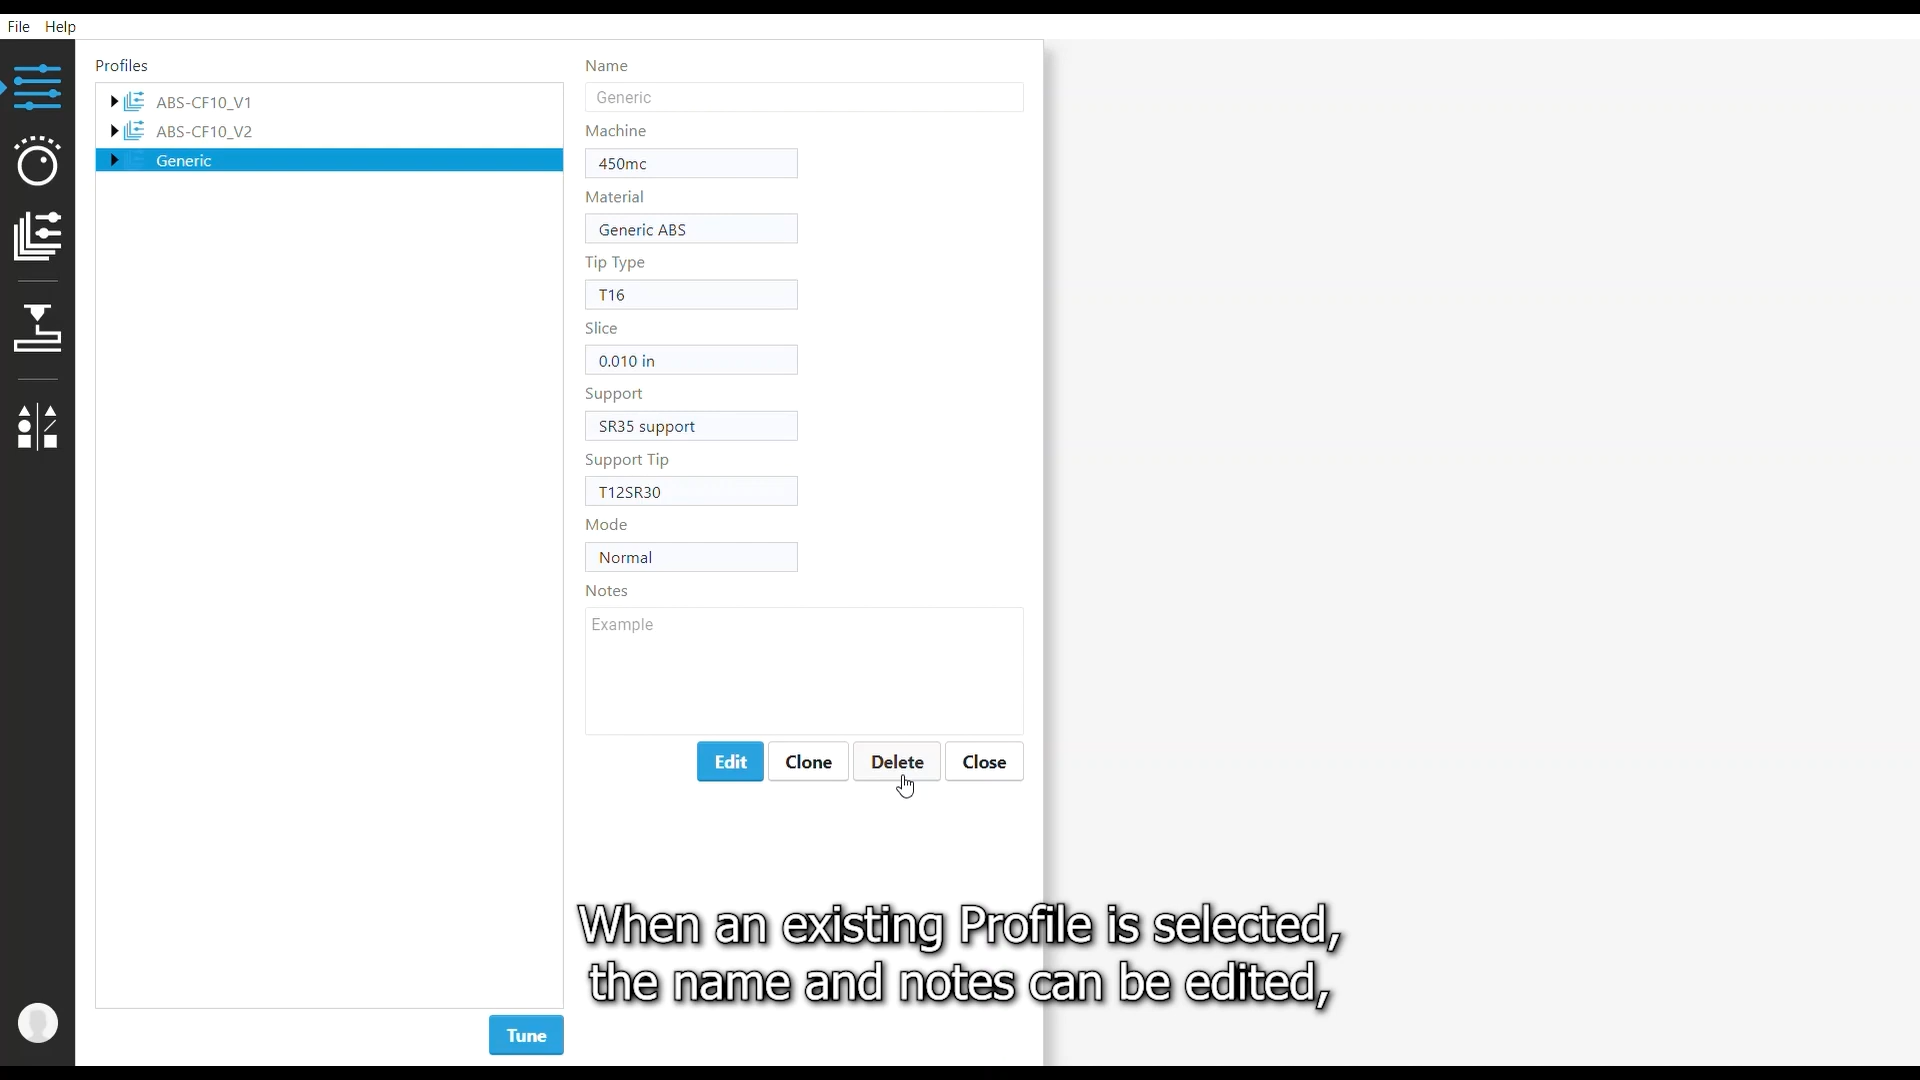 File Help
Profiles
ABS-CF10_V1
ABS-CF10_V2
Generic
Name
Generic
Machine
450mc
Material
Generic ABS
Tip Type
T16
Slice
0.010 in
Support
SR35 support
Support Tip
T12SR30
Mode
Normal
Notes
Example
Edit Clone Delete Close
When an existing Profile is selected,
the name and notes can be edited,
Tune